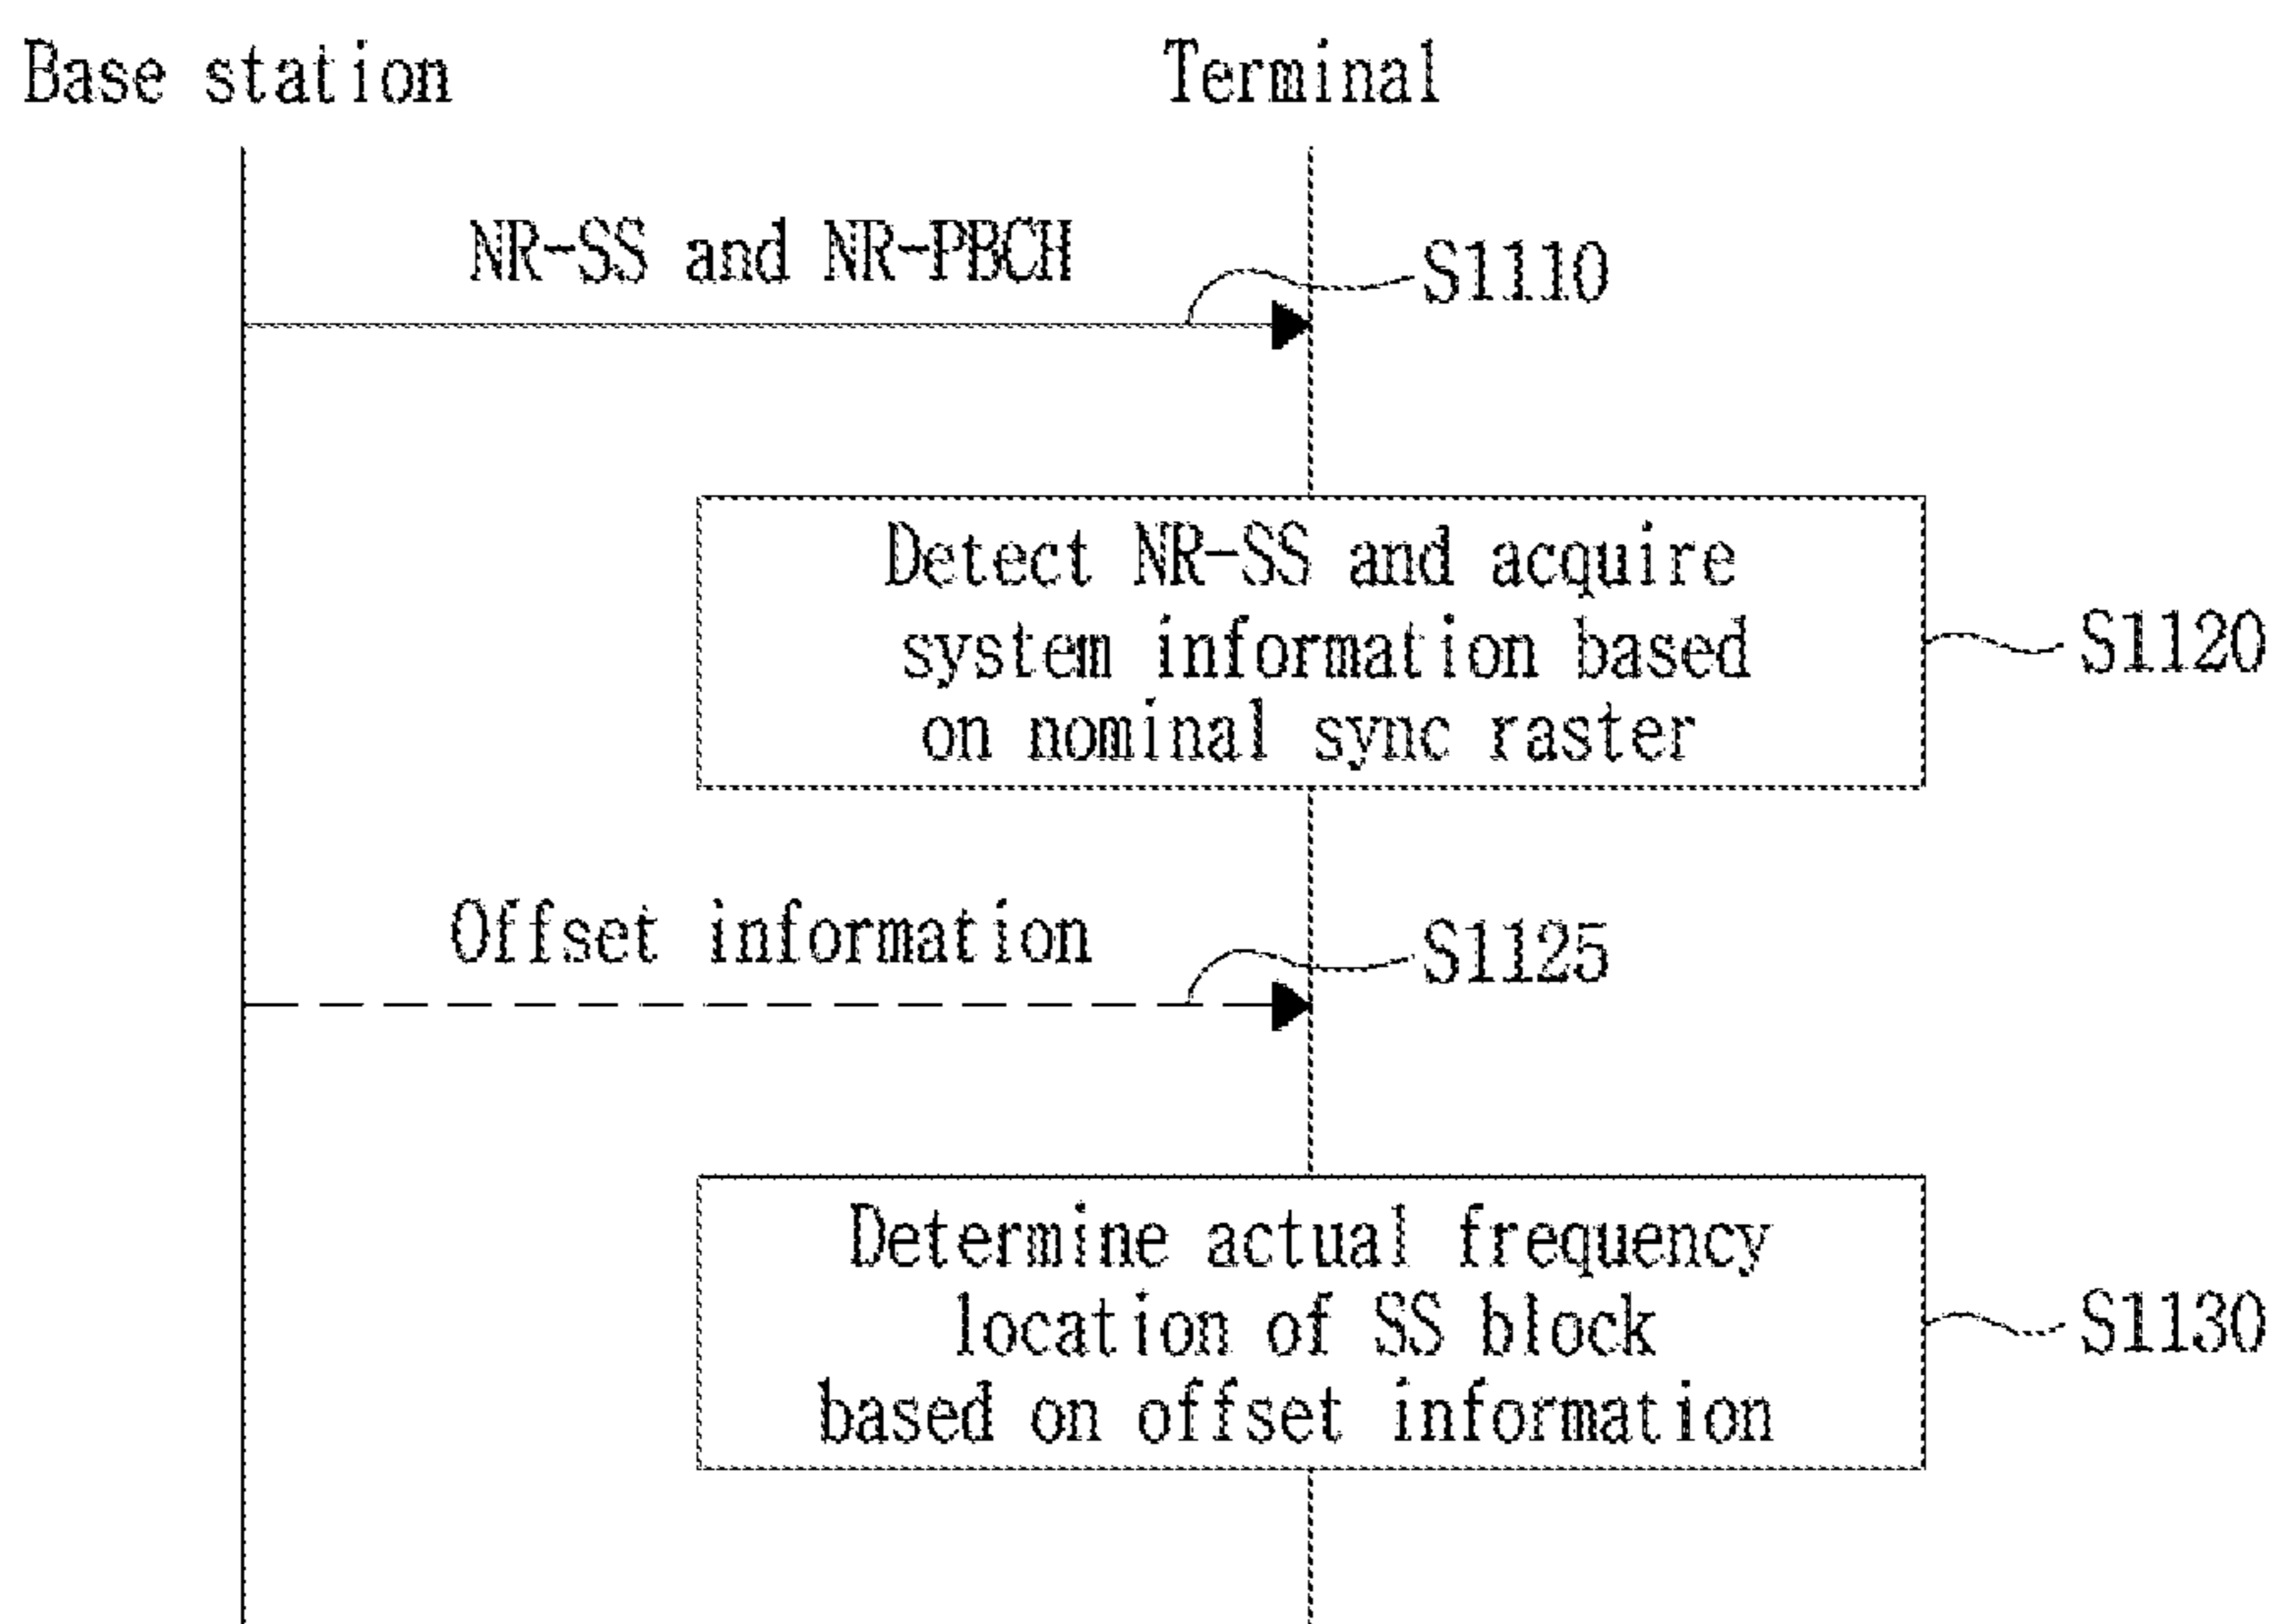 Base station
Terminal
NR-SS and NR-PBCH
S1110
Detect NR-SS and acquire
system information based
on nominal sync raster
S1120
Offset information
S1125
Determine actual frequency
location of SS block
based on offset information
S1130